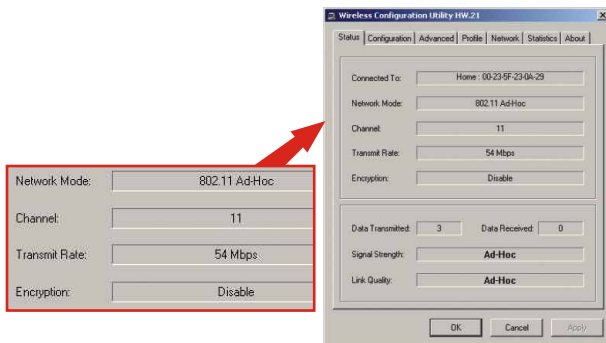 Wireless Configuration Utility HW.21
Status Configuration Advanced Profile Network Statistics About
Connected To: Home : 00-23-5F-23-0A-29
Network Mode: 802.11 Ad-Hoc
Channel: 11
Transmit Rate: 54 Mbps
Encryption: Disable
Data Transmitted: 3 Data Received: 0
Signal Strength: Ad-Hoc
Link Quality: Ad-Hoc
OK Cancel Apply
Network Mode: 802.11 Ad-Hoc
Channel: 11
Transmit Rate: 54 Mbps
Encryption: Disable